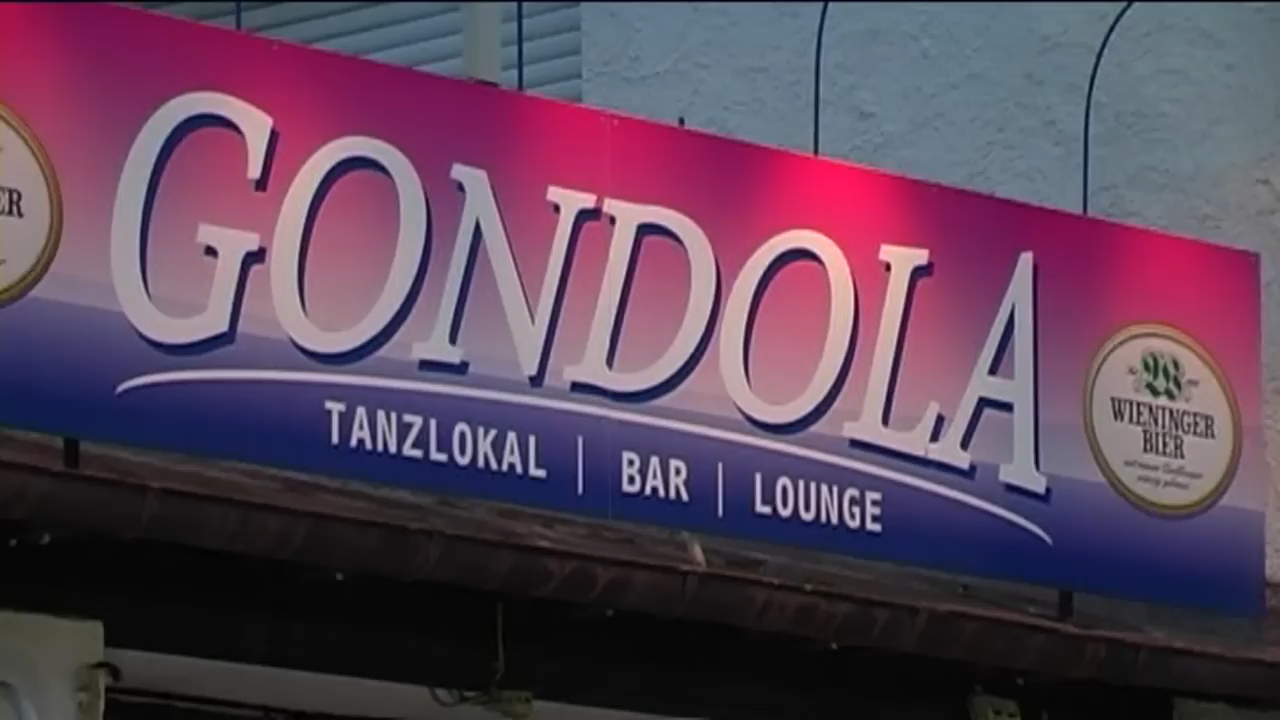 GONDOLA
TANZLOKAL | BAR | LOUNGE
ER
WIENINGER
BIER